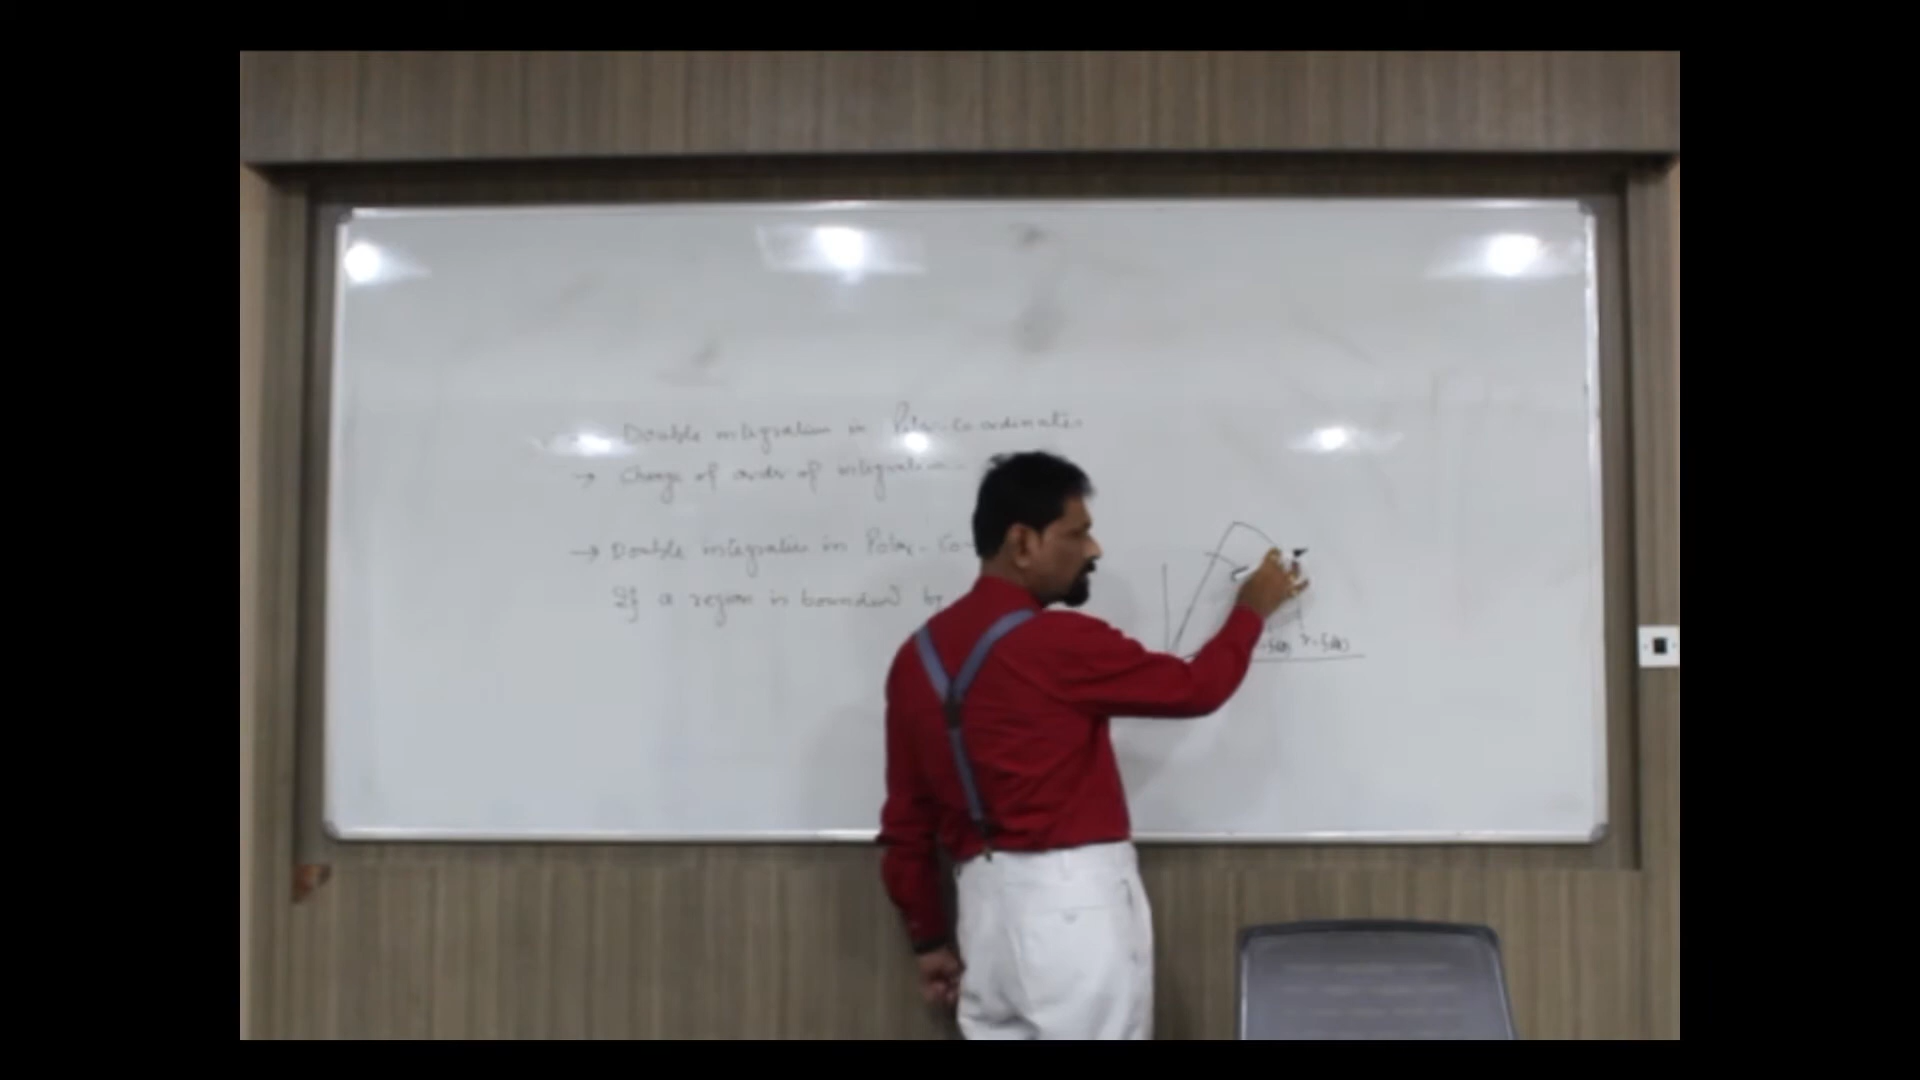 Double integration in Polar-Co-ordinates
→ Change of order of integration.
→ Double integration in Polar-Co-
If a region is bounded by